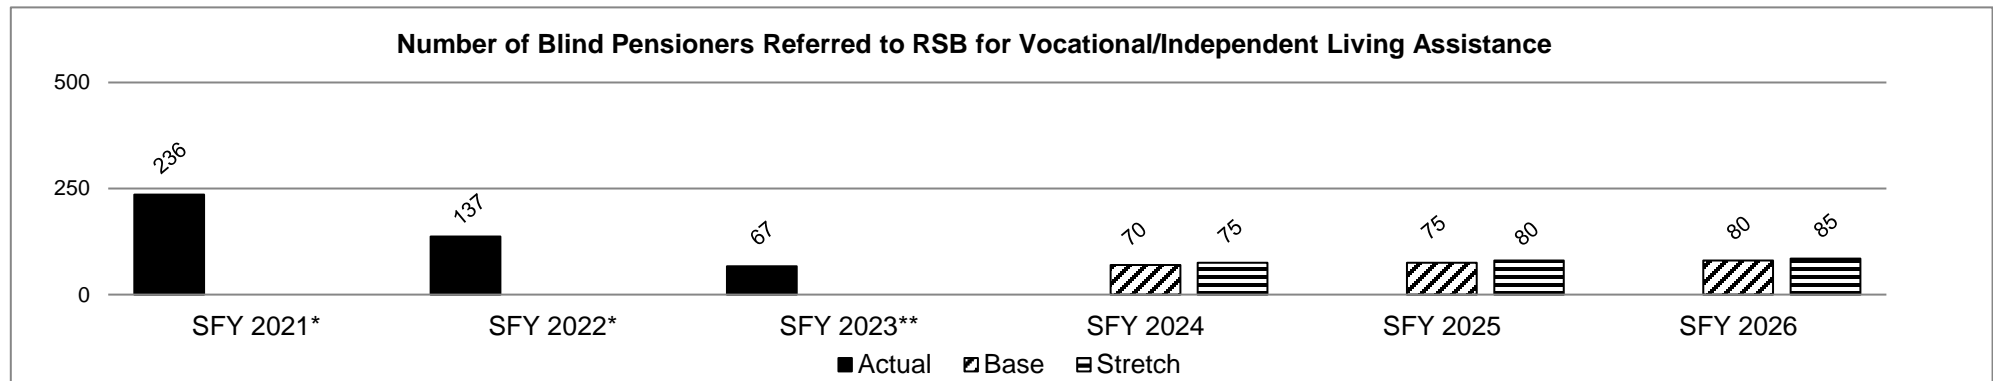 Number of Blind Pensioners Referred to RSB for Vocational/Independent Living Assistance
500
250
0
236
137
67
70
75
75
80
80
85
SFY 2021*
SFY 2022*
SFY 2023**
SFY 2024
SFY 2025
SFY 2026
Actual
Base
Stretch